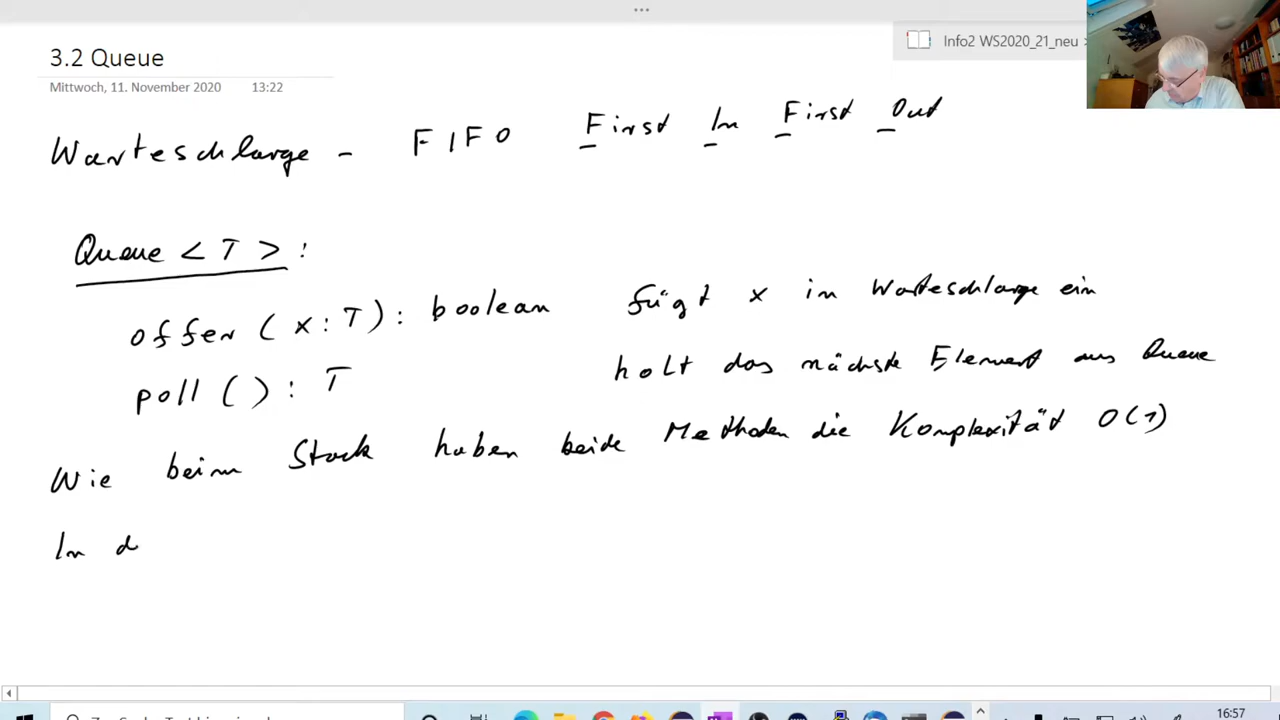 3.2 Queue
Info2 WS2020_21_neu
Mittwoch, 11. November 2020 13:22
Warteschlange - FIFO First In First Out
Queue < T > :
offer ( x : T ) : boolean fügt x in Warteschlange ein
poll ( ) : T holt das nächste Element aus Queue
Wie beim Stack haben beide Methoden die Komplexität O(1)
In d
16:57